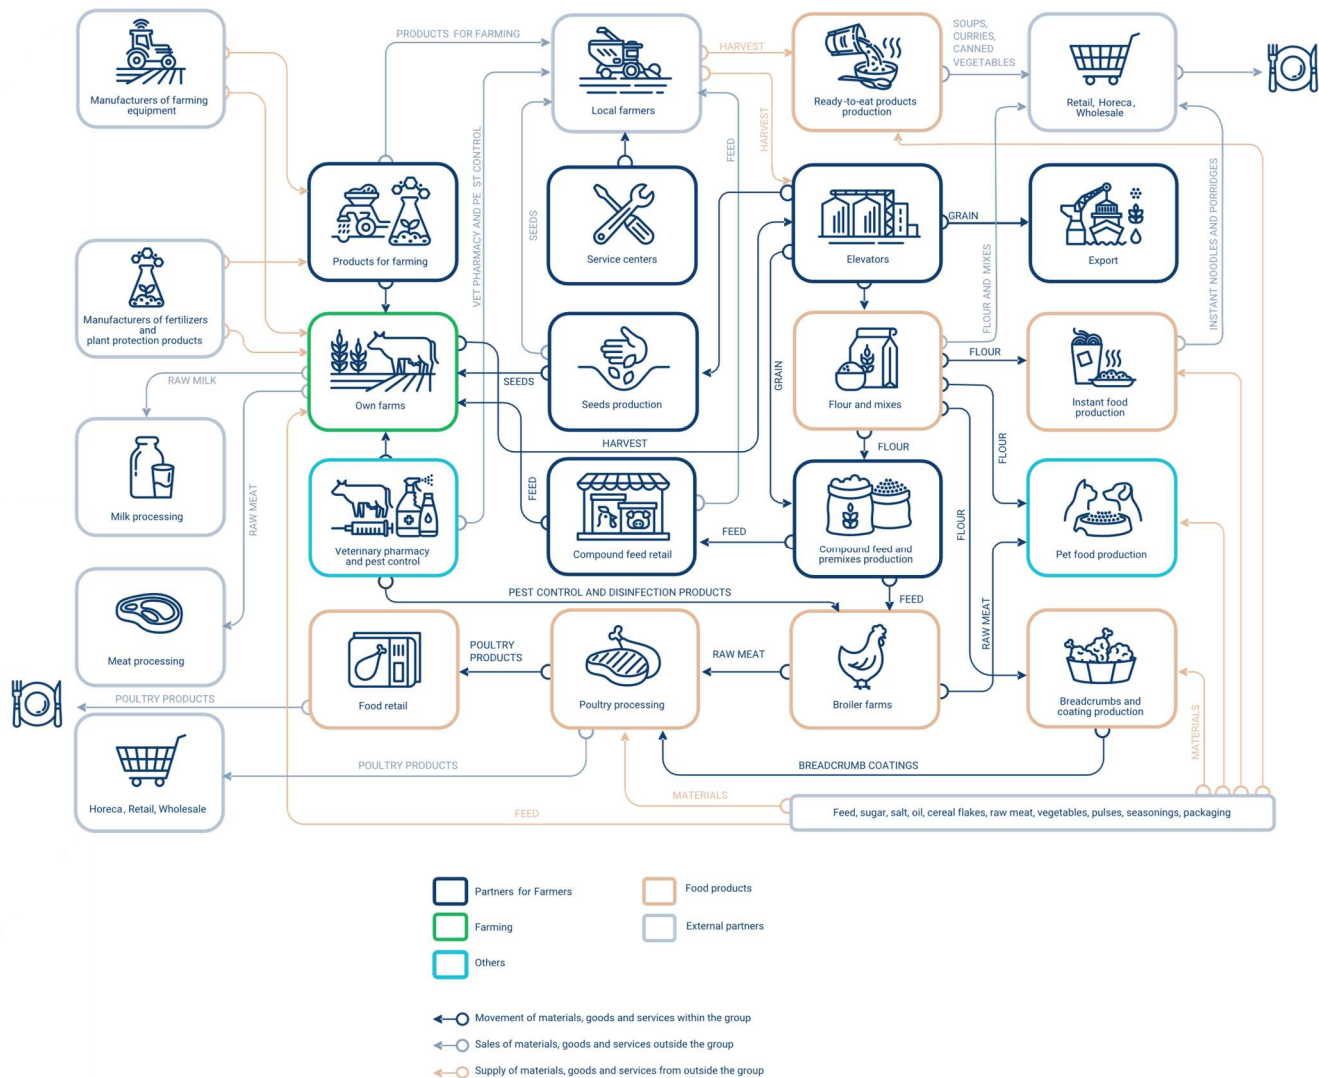 PRODUCTS FOR FARMING
HARVEST
SOUPS,
CURRIES,
CANNED
VEGETABLES
Manufacturers of farming
equipment
Local farmers
Ready-to-eat products
production
Retail, Horeca,
Wholesale
VET PHARMACY AND PE ST CONTROL
SEEDS
FEED
HARVEST
FLOUR AND MIXES
INSTANT NOODLES AND PORRIDGES
Products for farming
Service centers
Elevators
GRAIN
Export
Manufacturers of fertilizers
and
plant protection products
RAW MILK
Own farms
SEEDS
Seeds production
GRAIN
Flour and mixes
FLOUR
Instant food
production
HARVEST
FLOUR
FLOUR
Milk processing
RAW MEAT
Veterinary pharmacy
and pest control
FEED
Compound feed retail
FEED
Compound feed and
premixes production
FLOUR
Pet food production
PEST CONTROL AND DISINFECTION PRODUCTS
FEED
Meat processing
Food retail
POULTRY
PRODUCTS
Poultry processing
RAW MEAT
Broiler farms
RAW MEAT
Breadcrumbs and
coating production
MATERIALS
POULTRY PRODUCTS
POULTRY PRODUCTS
BREADCRUMB COATINGS
Horeca, Retail, Wholesale
MATERIALS
FEED
Feed, sugar, salt, oil, cereal flakes, raw meat, vegetables, pulses, seasonings, packaging
Partners for Farmers
Food products
Farming
External partners
Others
Movement of materials, goods and services within the group
Sales of materials, goods and services outside the group
Supply of materials, goods and services from outside the group